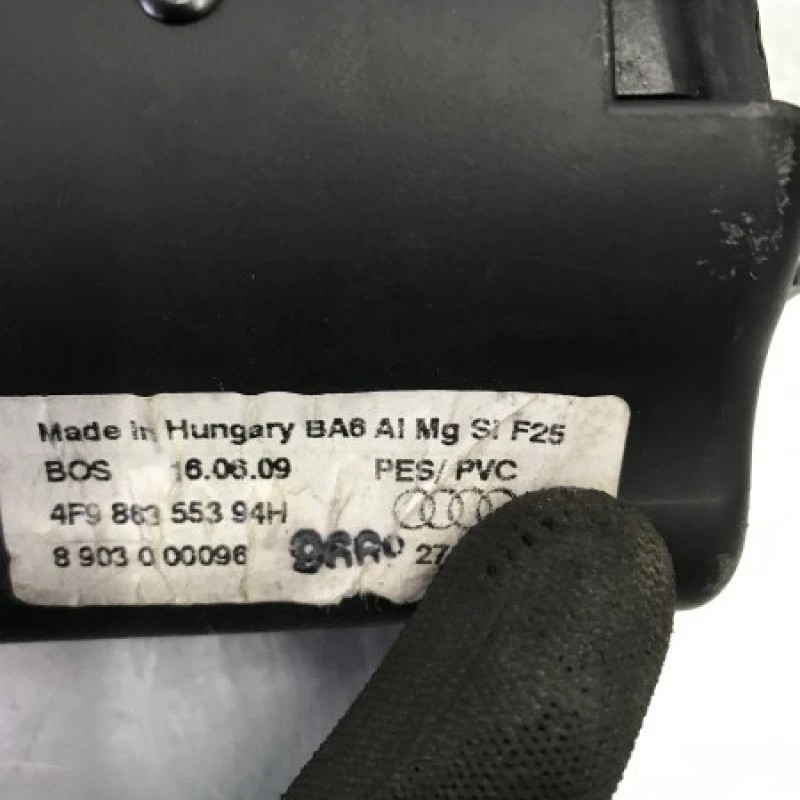 Made in Hungary BA6 Al Mg Si F25
BOS 16.06.09 PES/ PVC
4F9 863 553 94H
8 903 0 00096 27